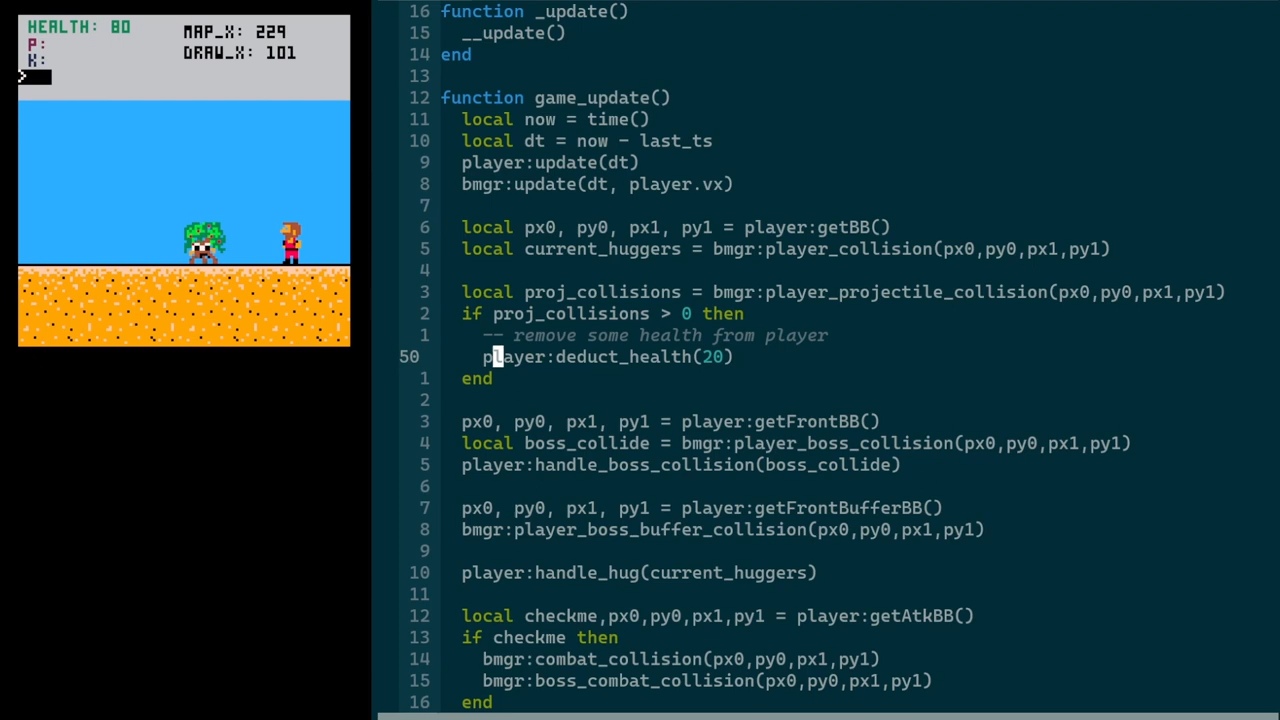 HEALTH: 80
P:
K:
>
MAP_X: 229
DRAW_X: 101
16 function _update()
15   __update()
14 end
13
12 function game_update()
11   local now = time()
10   local dt = now - last_ts
9   player:update(dt)
8   bmgr:update(dt, player.vx)
7
6   local px0, py0, px1, py1 = player:getBB()
5   local current_huggers = bmgr:player_collision(px0,py0,px1,py1)
4
3   local proj_collisions = bmgr:player_projectile_collision(px0,py0,px1,py1)
2   if proj_collisions > 0 then
1     -- remove some health from player
50     player:deduct_health(20)
1   end
2
3   px0, py0, px1, py1 = player:getFrontBB()
4   local boss_collide = bmgr:player_boss_collision(px0,py0,px1,py1)
5   player:handle_boss_collision(boss_collide)
6
7   px0, py0, px1, py1 = player:getFrontBufferBB()
8   bmgr:player_boss_buffer_collision(px0,py0,px1,py1)
9
10   player:handle_hug(current_huggers)
11
12   local checkme,px0,py0,px1,py1 = player:getAtkBB()
13   if checkme then
14     bmgr:combat_collision(px0,py0,px1,py1)
15     bmgr:boss_combat_collision(px0,py0,px1,py1)
16   end